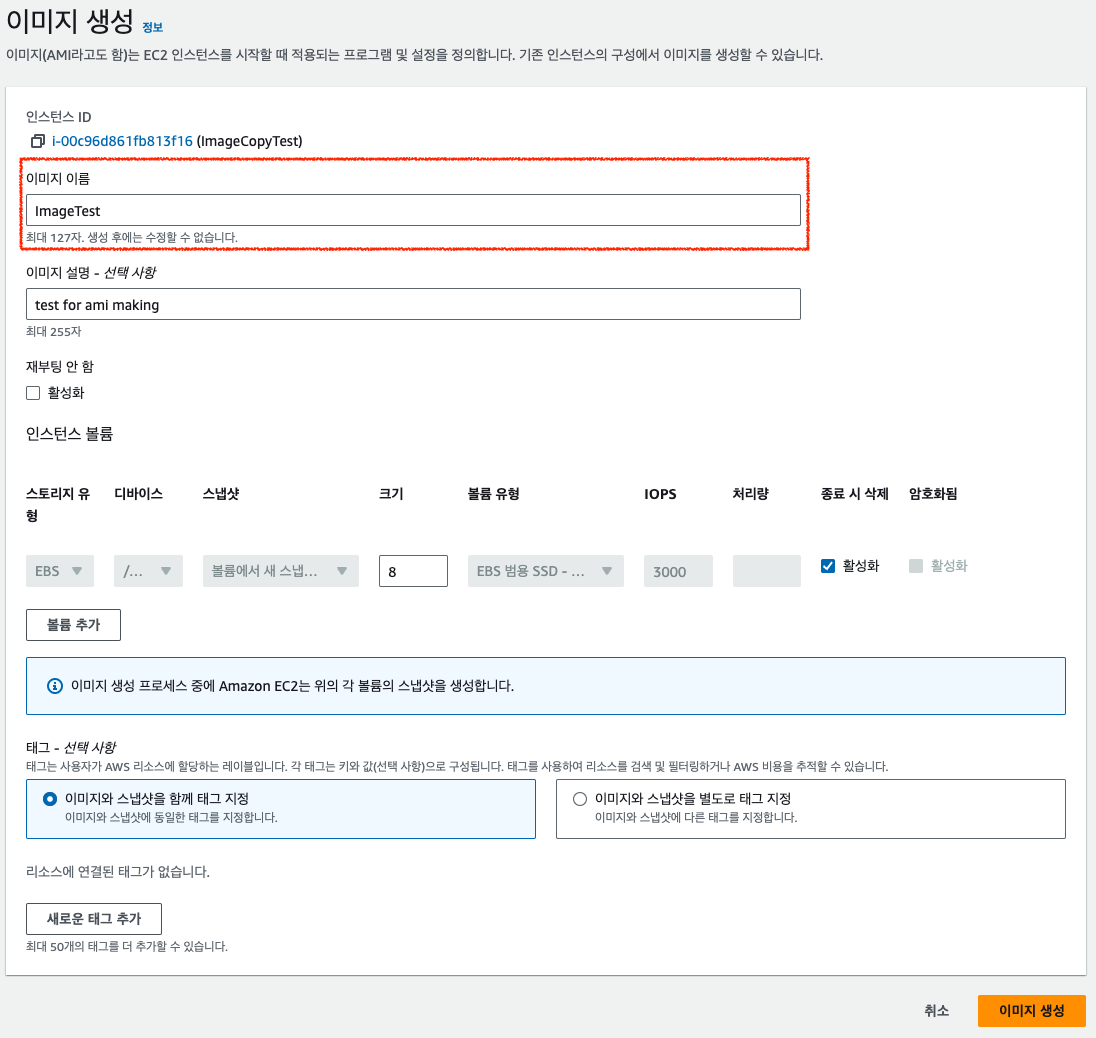 이미지 생성 정보
이미지(AMI라고도 함)는 EC2 인스턴스를 시작할 때 적용되는 프로그램 및 설정을 정의합니다. 기존 인스턴스의 구성에서 이미지를 생성할 수 있습니다.
인스턴스 ID
i-00c96d861fb813f16 (ImageCopyTest)
이미지 이름
ImageTest
최대 127자. 생성 후에는 수정할 수 없습니다.
이미지 설명 - 선택 사항
test for ami making
최대 255자
재부팅 안 함
활성화
인스턴스 볼륨
스토리지 유 디바이스 스냅샷 크기 볼륨 유형 IOPS 처리량 종료 시 삭제 암호화됨
형
EBS /... 볼륨에서 새 스냅... 8 EBS 범용 SSD - ... 3000 활성화 활성화
볼륨 추가
이미지 생성 프로세스 중에 Amazon EC2는 위의 각 볼륨의 스냅샷을 생성합니다.
태그 - 선택 사항
태그는 사용자가 AWS 리소스에 할당하는 레이블입니다. 각 태그는 키와 값(선택 사항)으로 구성됩니다. 태그를 사용하여 리소스를 검색 및 필터링하거나 AWS 비용을 추적할 수 있습니다.
이미지와 스냅샷을 함께 태그 지정
이미지와 스냅샷에 동일한 태그를 지정합니다.
이미지와 스냅샷을 별도로 태그 지정
이미지와 스냅샷에 다른 태그를 지정합니다.
리소스에 연결된 태그가 없습니다.
새로운 태그 추가
최대 50개의 태그를 더 추가할 수 있습니다.
취소 이미지 생성